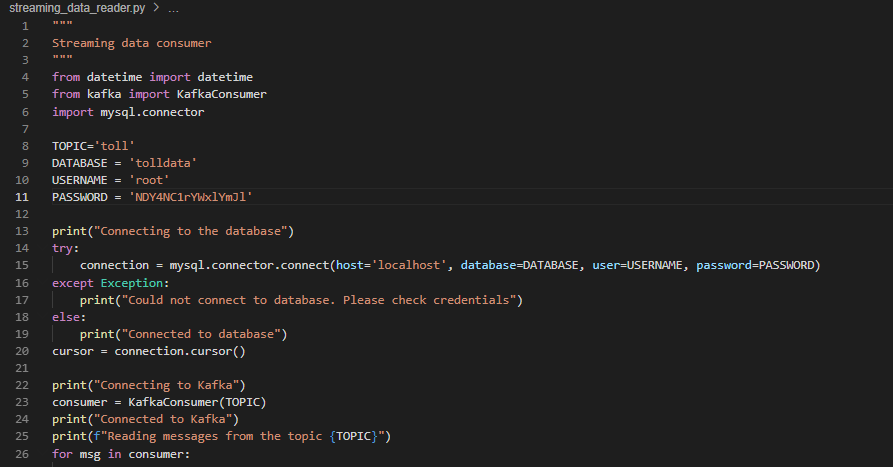 streaming_data_reader.py > ...
1 """
2 Streaming data consumer
3 """
4 from datetime import datetime
5 from kafka import KafkaConsumer
6 import mysql.connector
7
8 TOPIC='toll'
9 DATABASE = 'tolldata'
10 USERNAME = 'root'
11 PASSWORD = 'NDY4NC1rYWxlYmJl'
12
13 print("Connecting to the database")
14 try:
15     connection = mysql.connector.connect(host='localhost', database=DATABASE, user=USERNAME, password=PASSWORD)
16 except Exception:
17     print("Could not connect to database. Please check credentials")
18 else:
19     print("Connected to database")
20 cursor = connection.cursor()
21
22 print("Connecting to Kafka")
23 consumer = KafkaConsumer(TOPIC)
24 print("Connected to Kafka")
25 print(f"Reading messages from the topic {TOPIC}")
26 for msg in consumer: